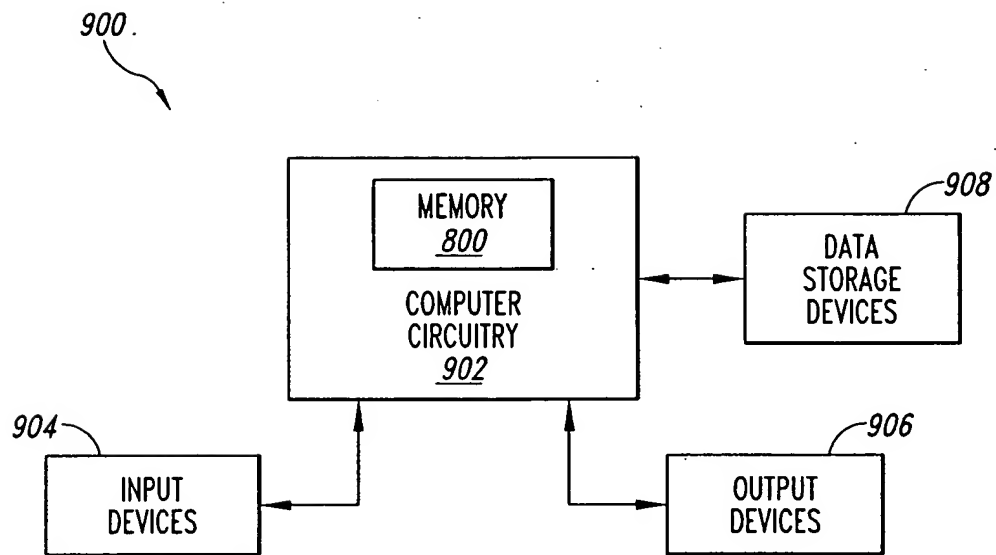 900.
MEMORY
800
COMPUTER
CIRCUITRY
902
908
DATA
STORAGE
DEVICES
904
INPUT
DEVICES
906
OUTPUT
DEVICES